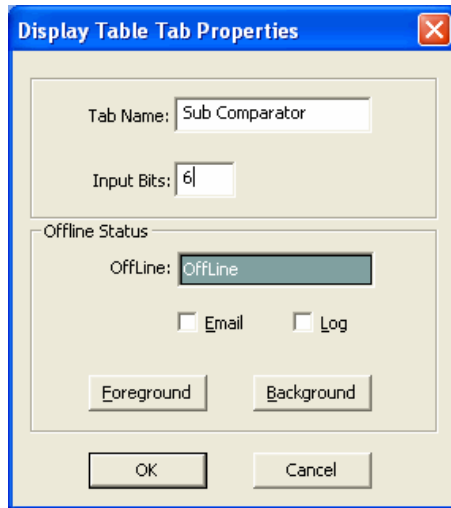 Display Table Tab Properties
Tab Name: Sub Comparator
Input Bits: 6
Offline Status
OffLine: OffLine
Email Log
Foreground Background
OK Cancel